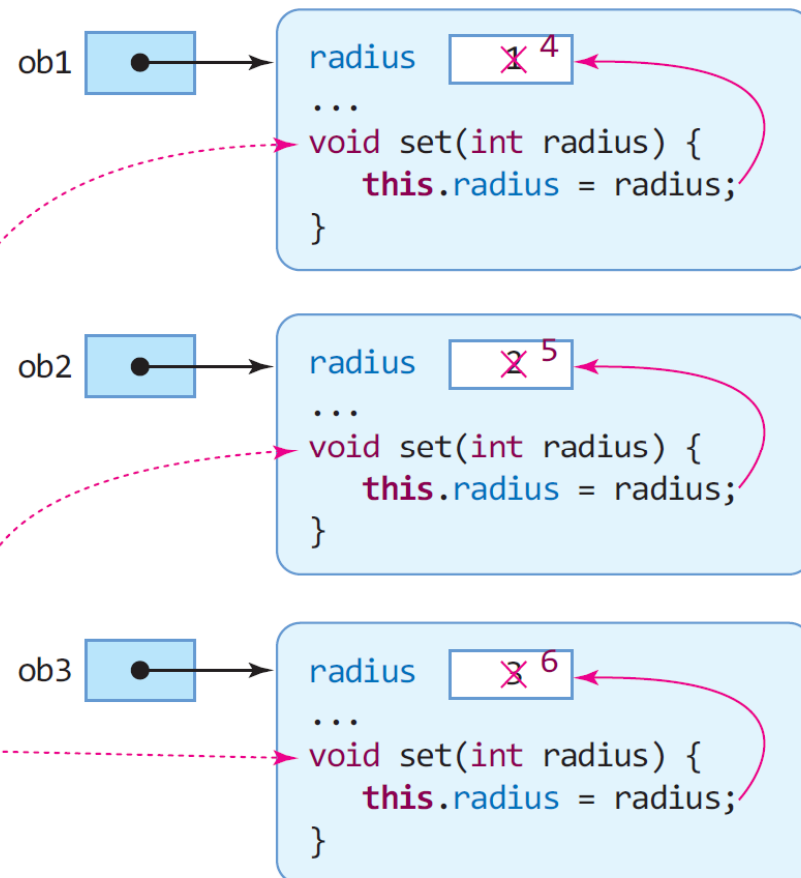 ob1 radius 1 4
...
void set(int radius) {
this.radius = radius;
}
ob2 radius 2 5
...
void set(int radius) {
this.radius = radius;
}
ob3 radius 3 6
...
void set(int radius) {
this.radius = radius;
}